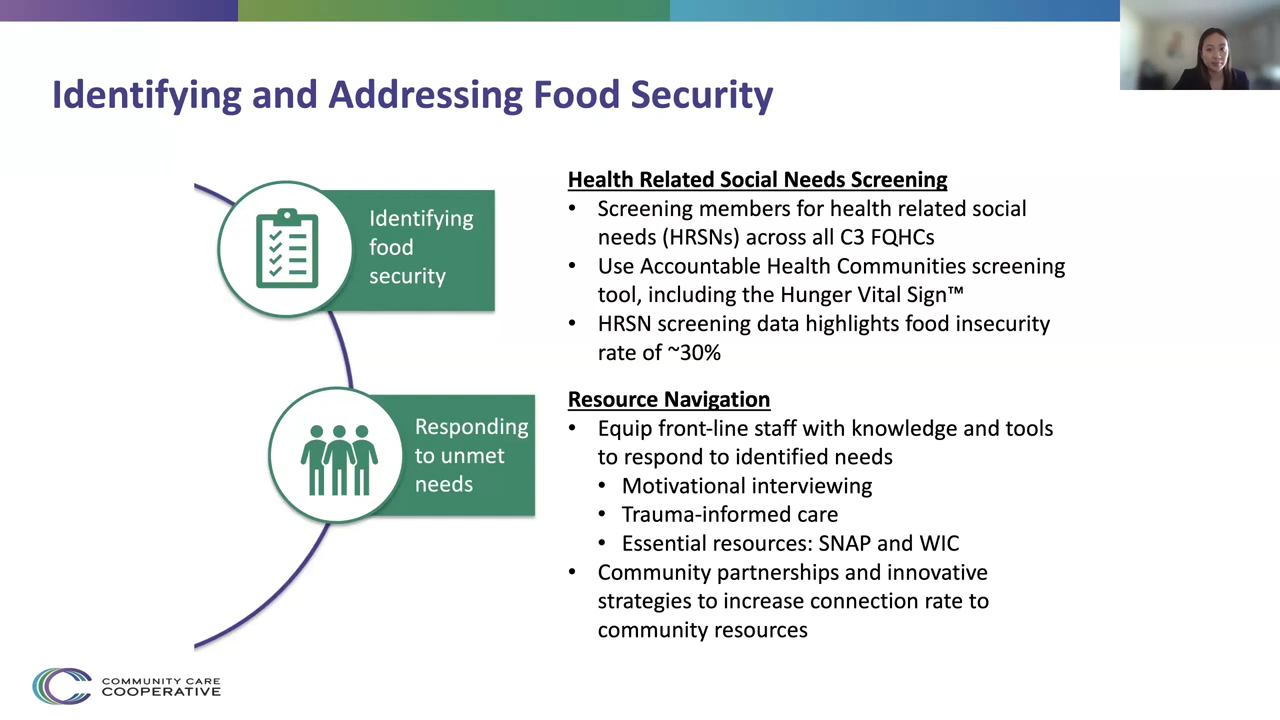 Identifying and Addressing Food Security
Identifying
food
security
Health Related Social Needs Screening
• Screening members for health related social
needs (HRSNs) across all C3 FQHCs
• Use Accountable Health Communities screening
tool, including the Hunger Vital Sign™
• HRSN screening data highlights food insecurity
rate of ~30%
Responding
to unmet
needs
Resource Navigation
• Equip front-line staff with knowledge and tools
to respond to identified needs
• Motivational interviewing
• Trauma-informed care
• Essential resources: SNAP and WIC
• Community partnerships and innovative
strategies to increase connection rate to
community resources
COMMUNITY CARE
COOPERATIVE